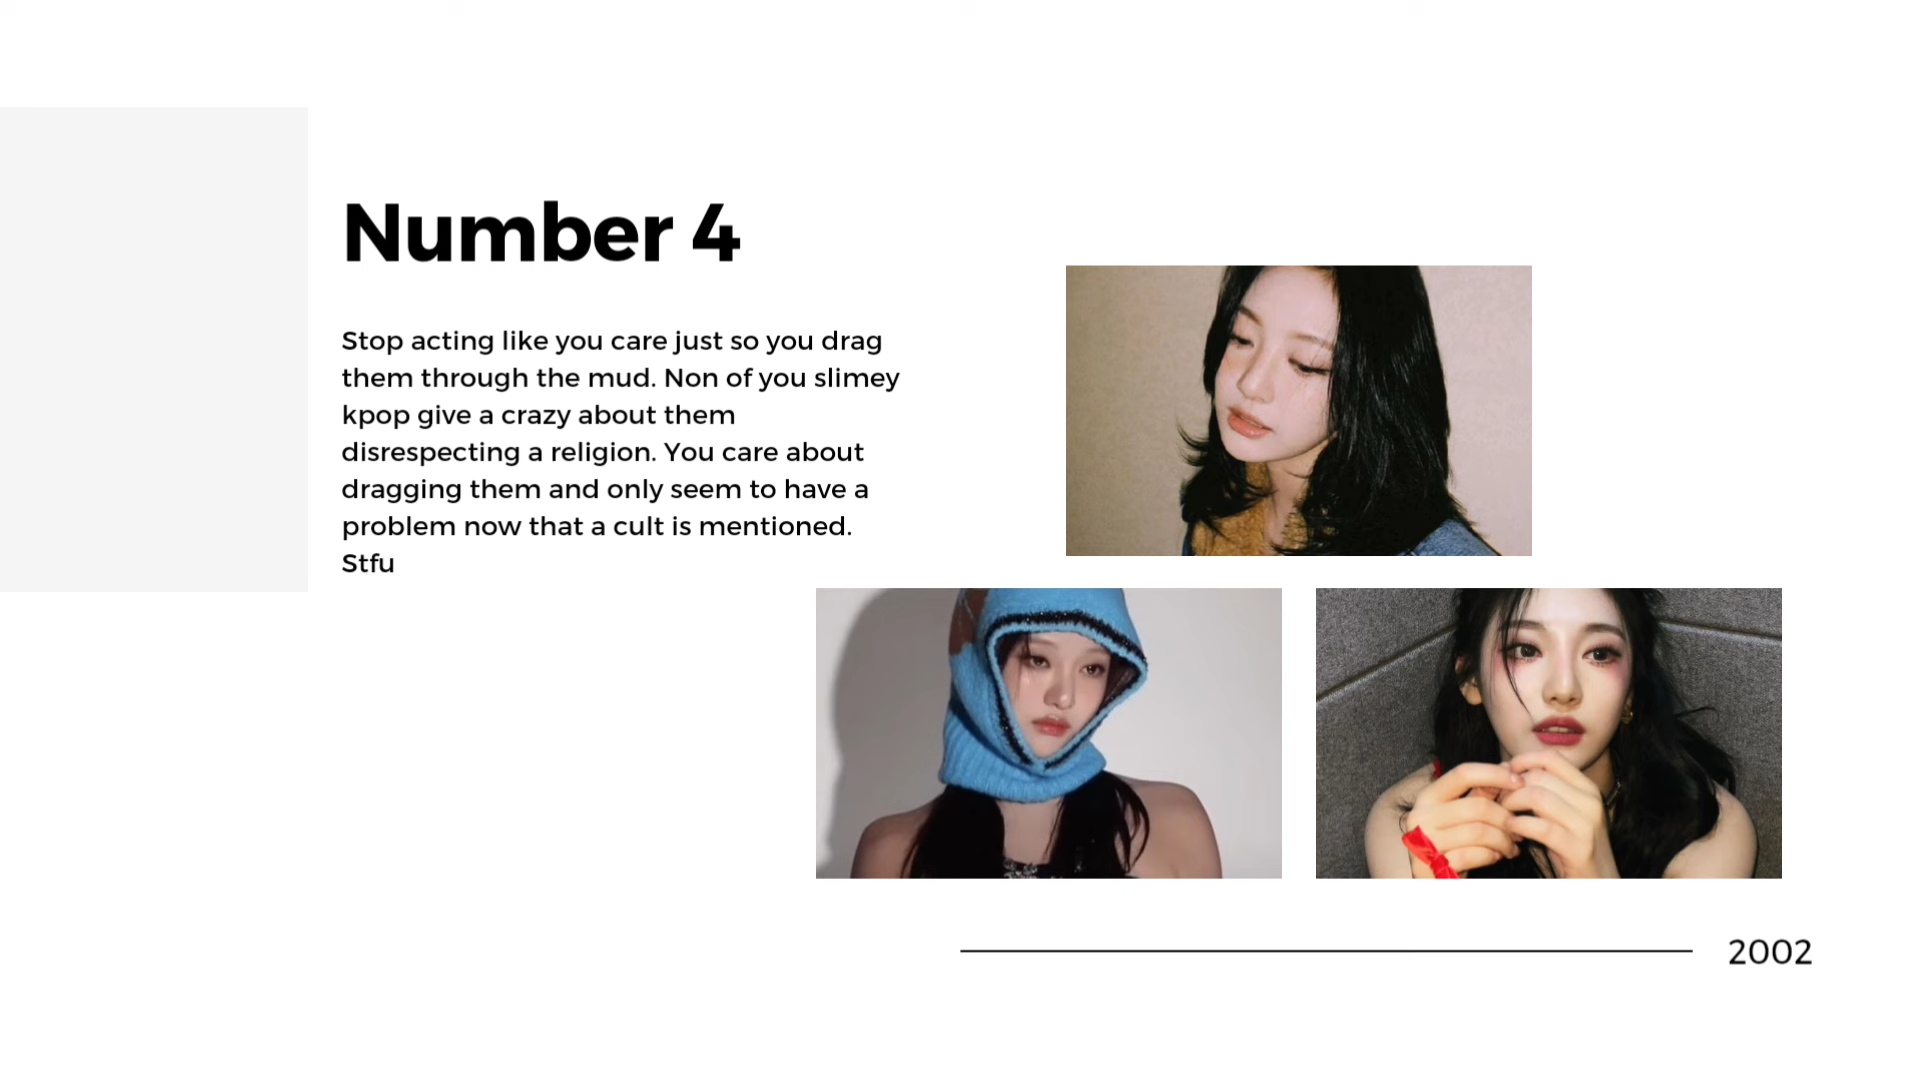 Number 4
Stop acting like you care just so you drag
them through the mud. Non of you slimey
kpop give a crazy about them
disrespecting a religion. You care about
dragging them and only seem to have a
problem now that a cult is mentioned.
Stfu
2002